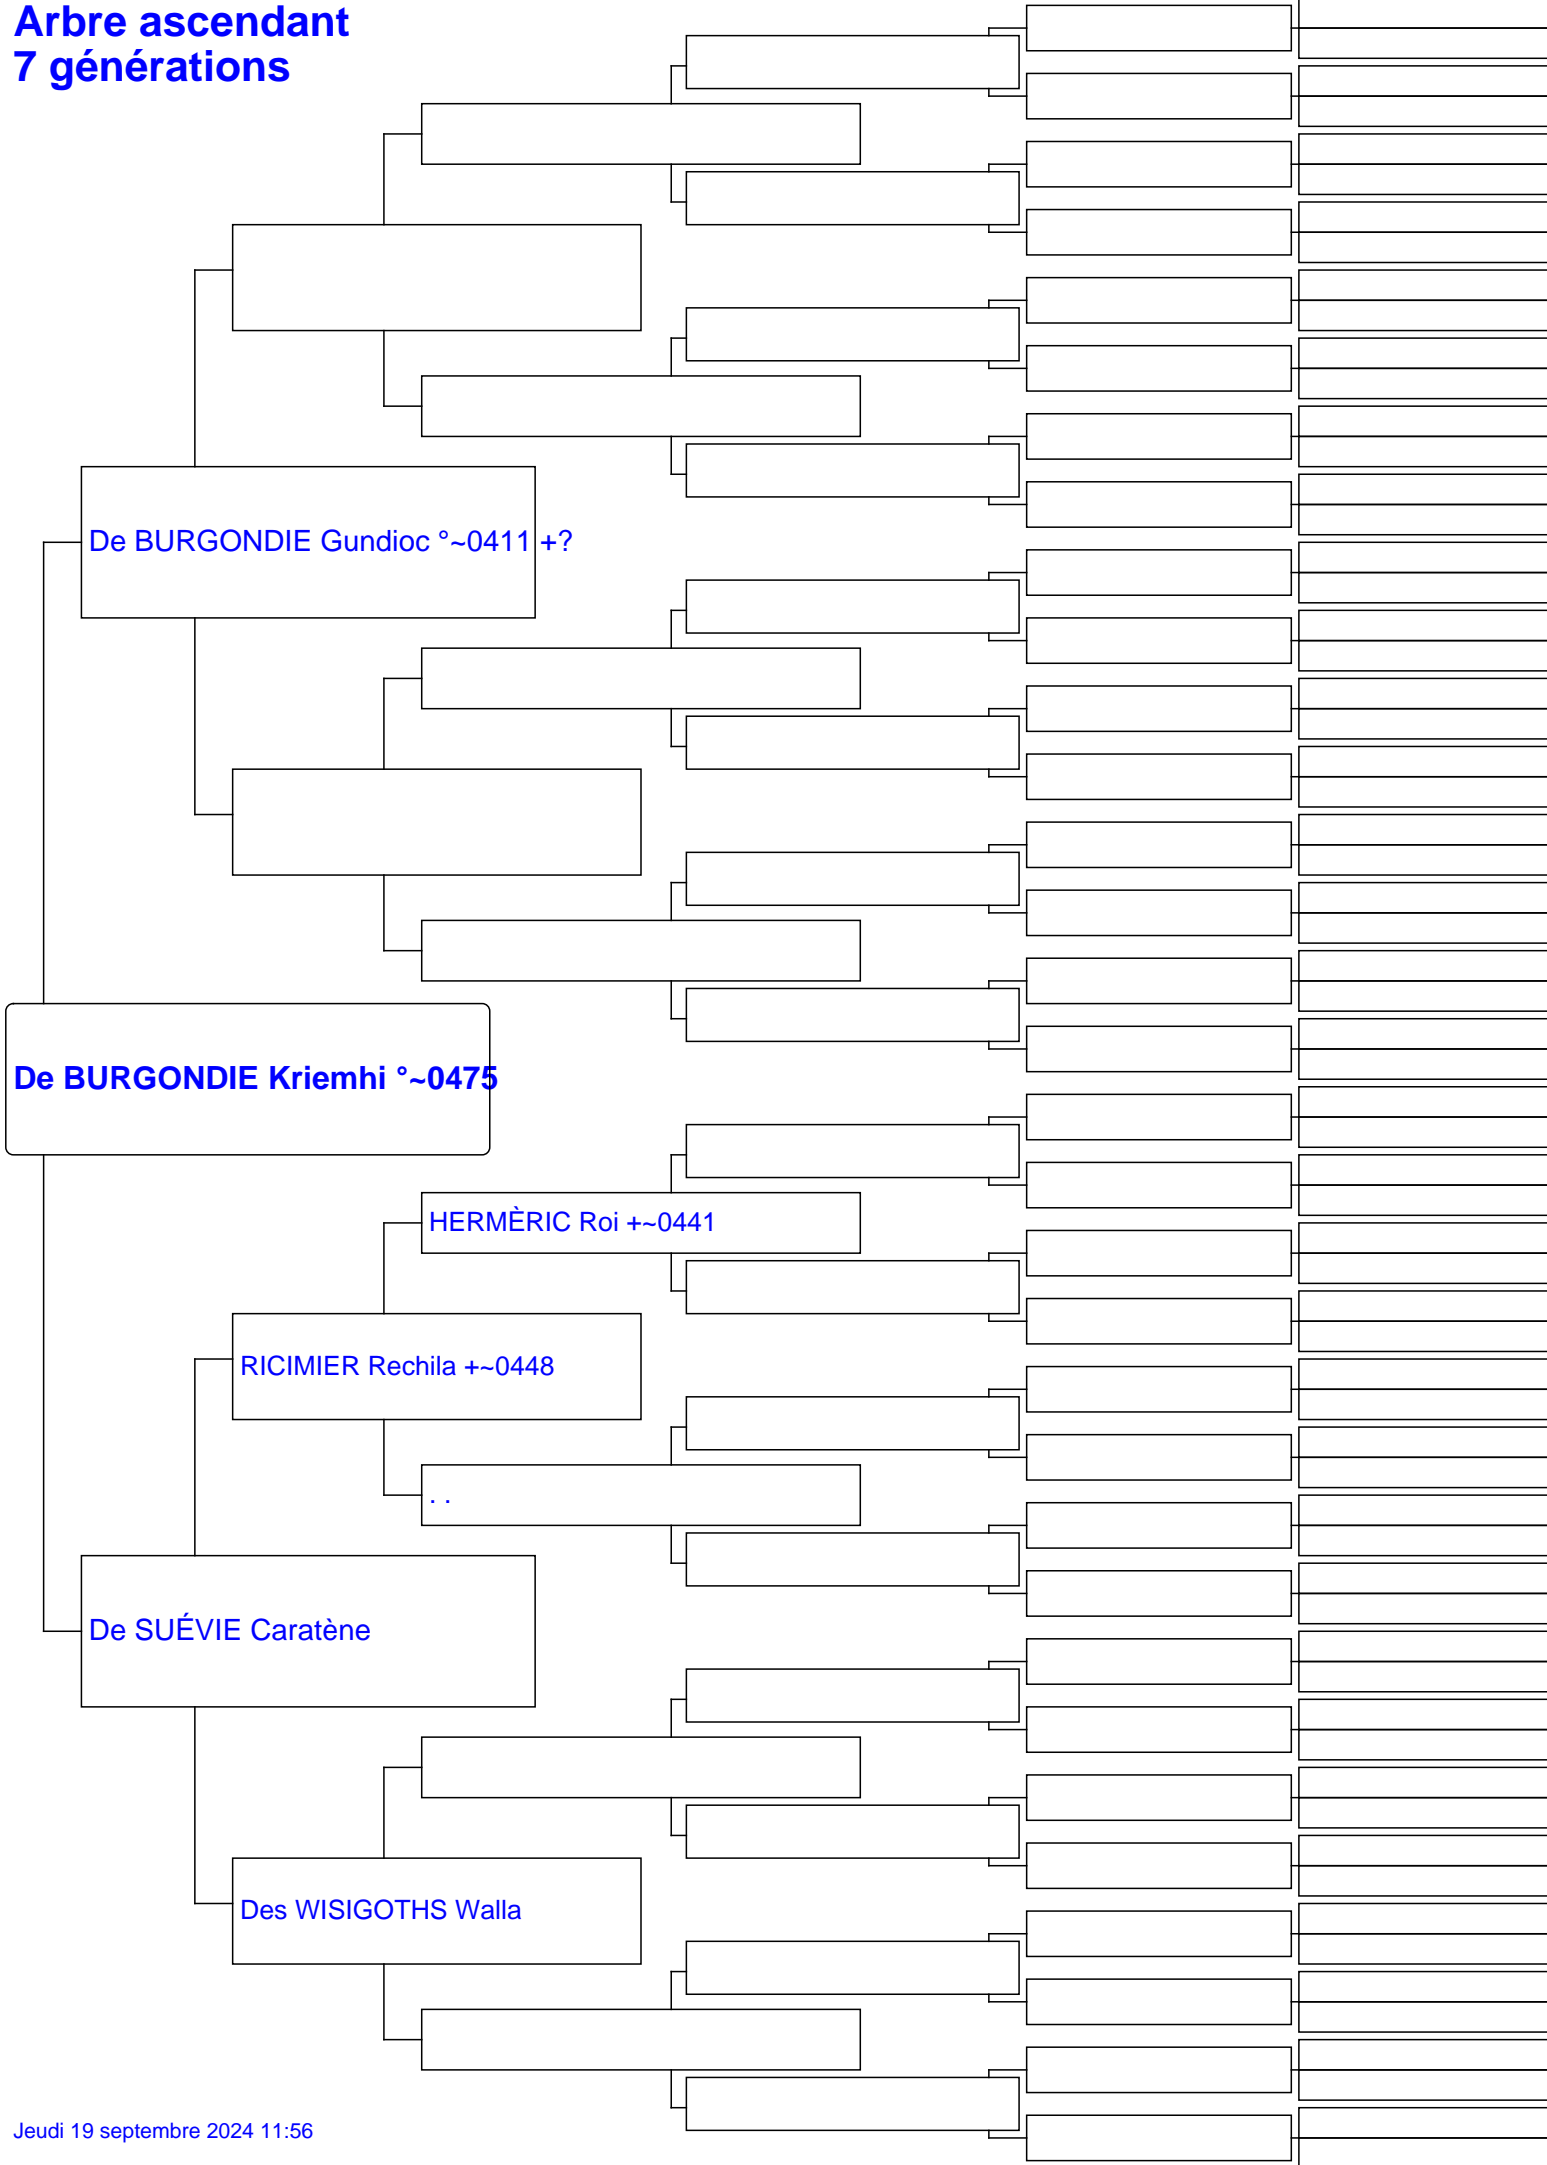 Arbre ascendant
7 générations
De BURGONDIE Gundioc °~0411 +?
De BURGONDIE Kriemhi °~0475
HERMÈRIC Roi +~0441
RICIMIER Rechila +~0448
. .
De SUÉVIE Caratène
Des WISIGOTHS Walla
Jeudi 19 septembre 2024 11:56